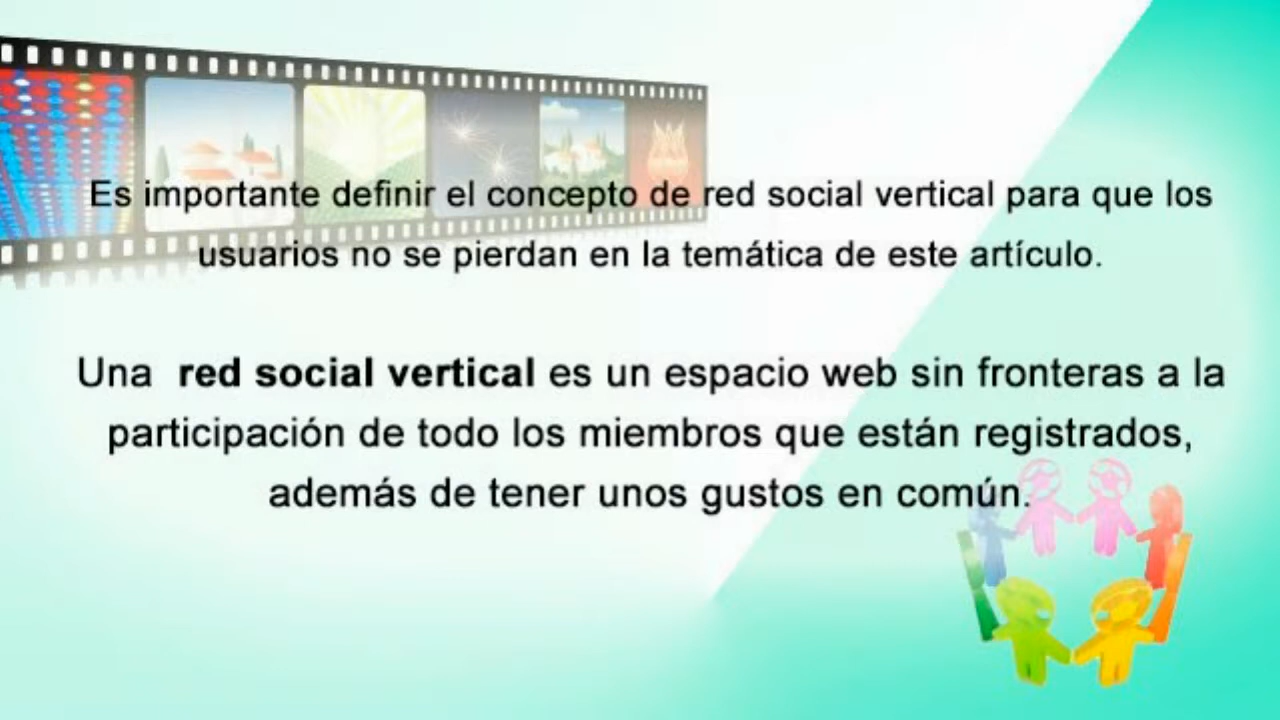 Es importante definir el concepto de red social vertical para que los
usuarios no se pierdan en la temática de este artículo.
Una red social vertical es un espacio web sin fronteras a la
participación de todo los miembros que están registrados,
además de tener unos gustos en común.